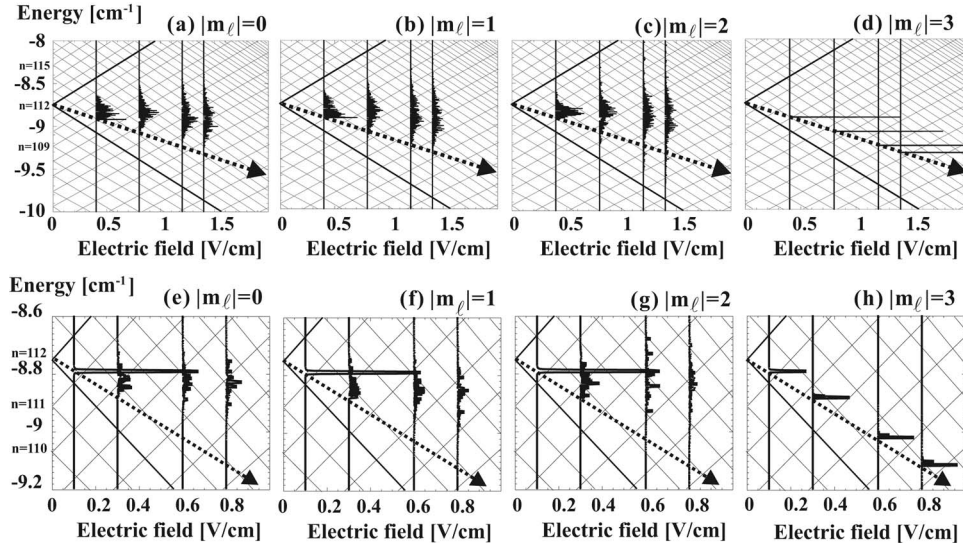 Energy [cm-1]
(a) |mℓ|=0
(b) |mℓ|=1
(c) |mℓ|=2
(d) |mℓ|=3
-8
n=115
-8.5
n=112
-9
n=109
-9.5
-10
0 0.5 1 1.5
0 0.5 1 1.5
0 0.5 1 1.5
0 0.5 1 1.5
Electric field [V/cm]
Electric field [V/cm]
Electric field [V/cm]
Electric field [V/cm]
Energy [cm-1]
(e) |mℓ|=0
(f) |mℓ|=1
(g) |mℓ|=2
(h) |mℓ|=3
-8.6
n=112
-8.8
n=111
-9
n=110
-9.2
0 0.2 0.4 0.6 0.8
0 0.2 0.4 0.6 0.8
0 0.2 0.4 0.6 0.8
0 0.2 0.4 0.6 0.8
Electric field [V/cm]
Electric field [V/cm]
Electric field [V/cm]
Electric field [V/cm]